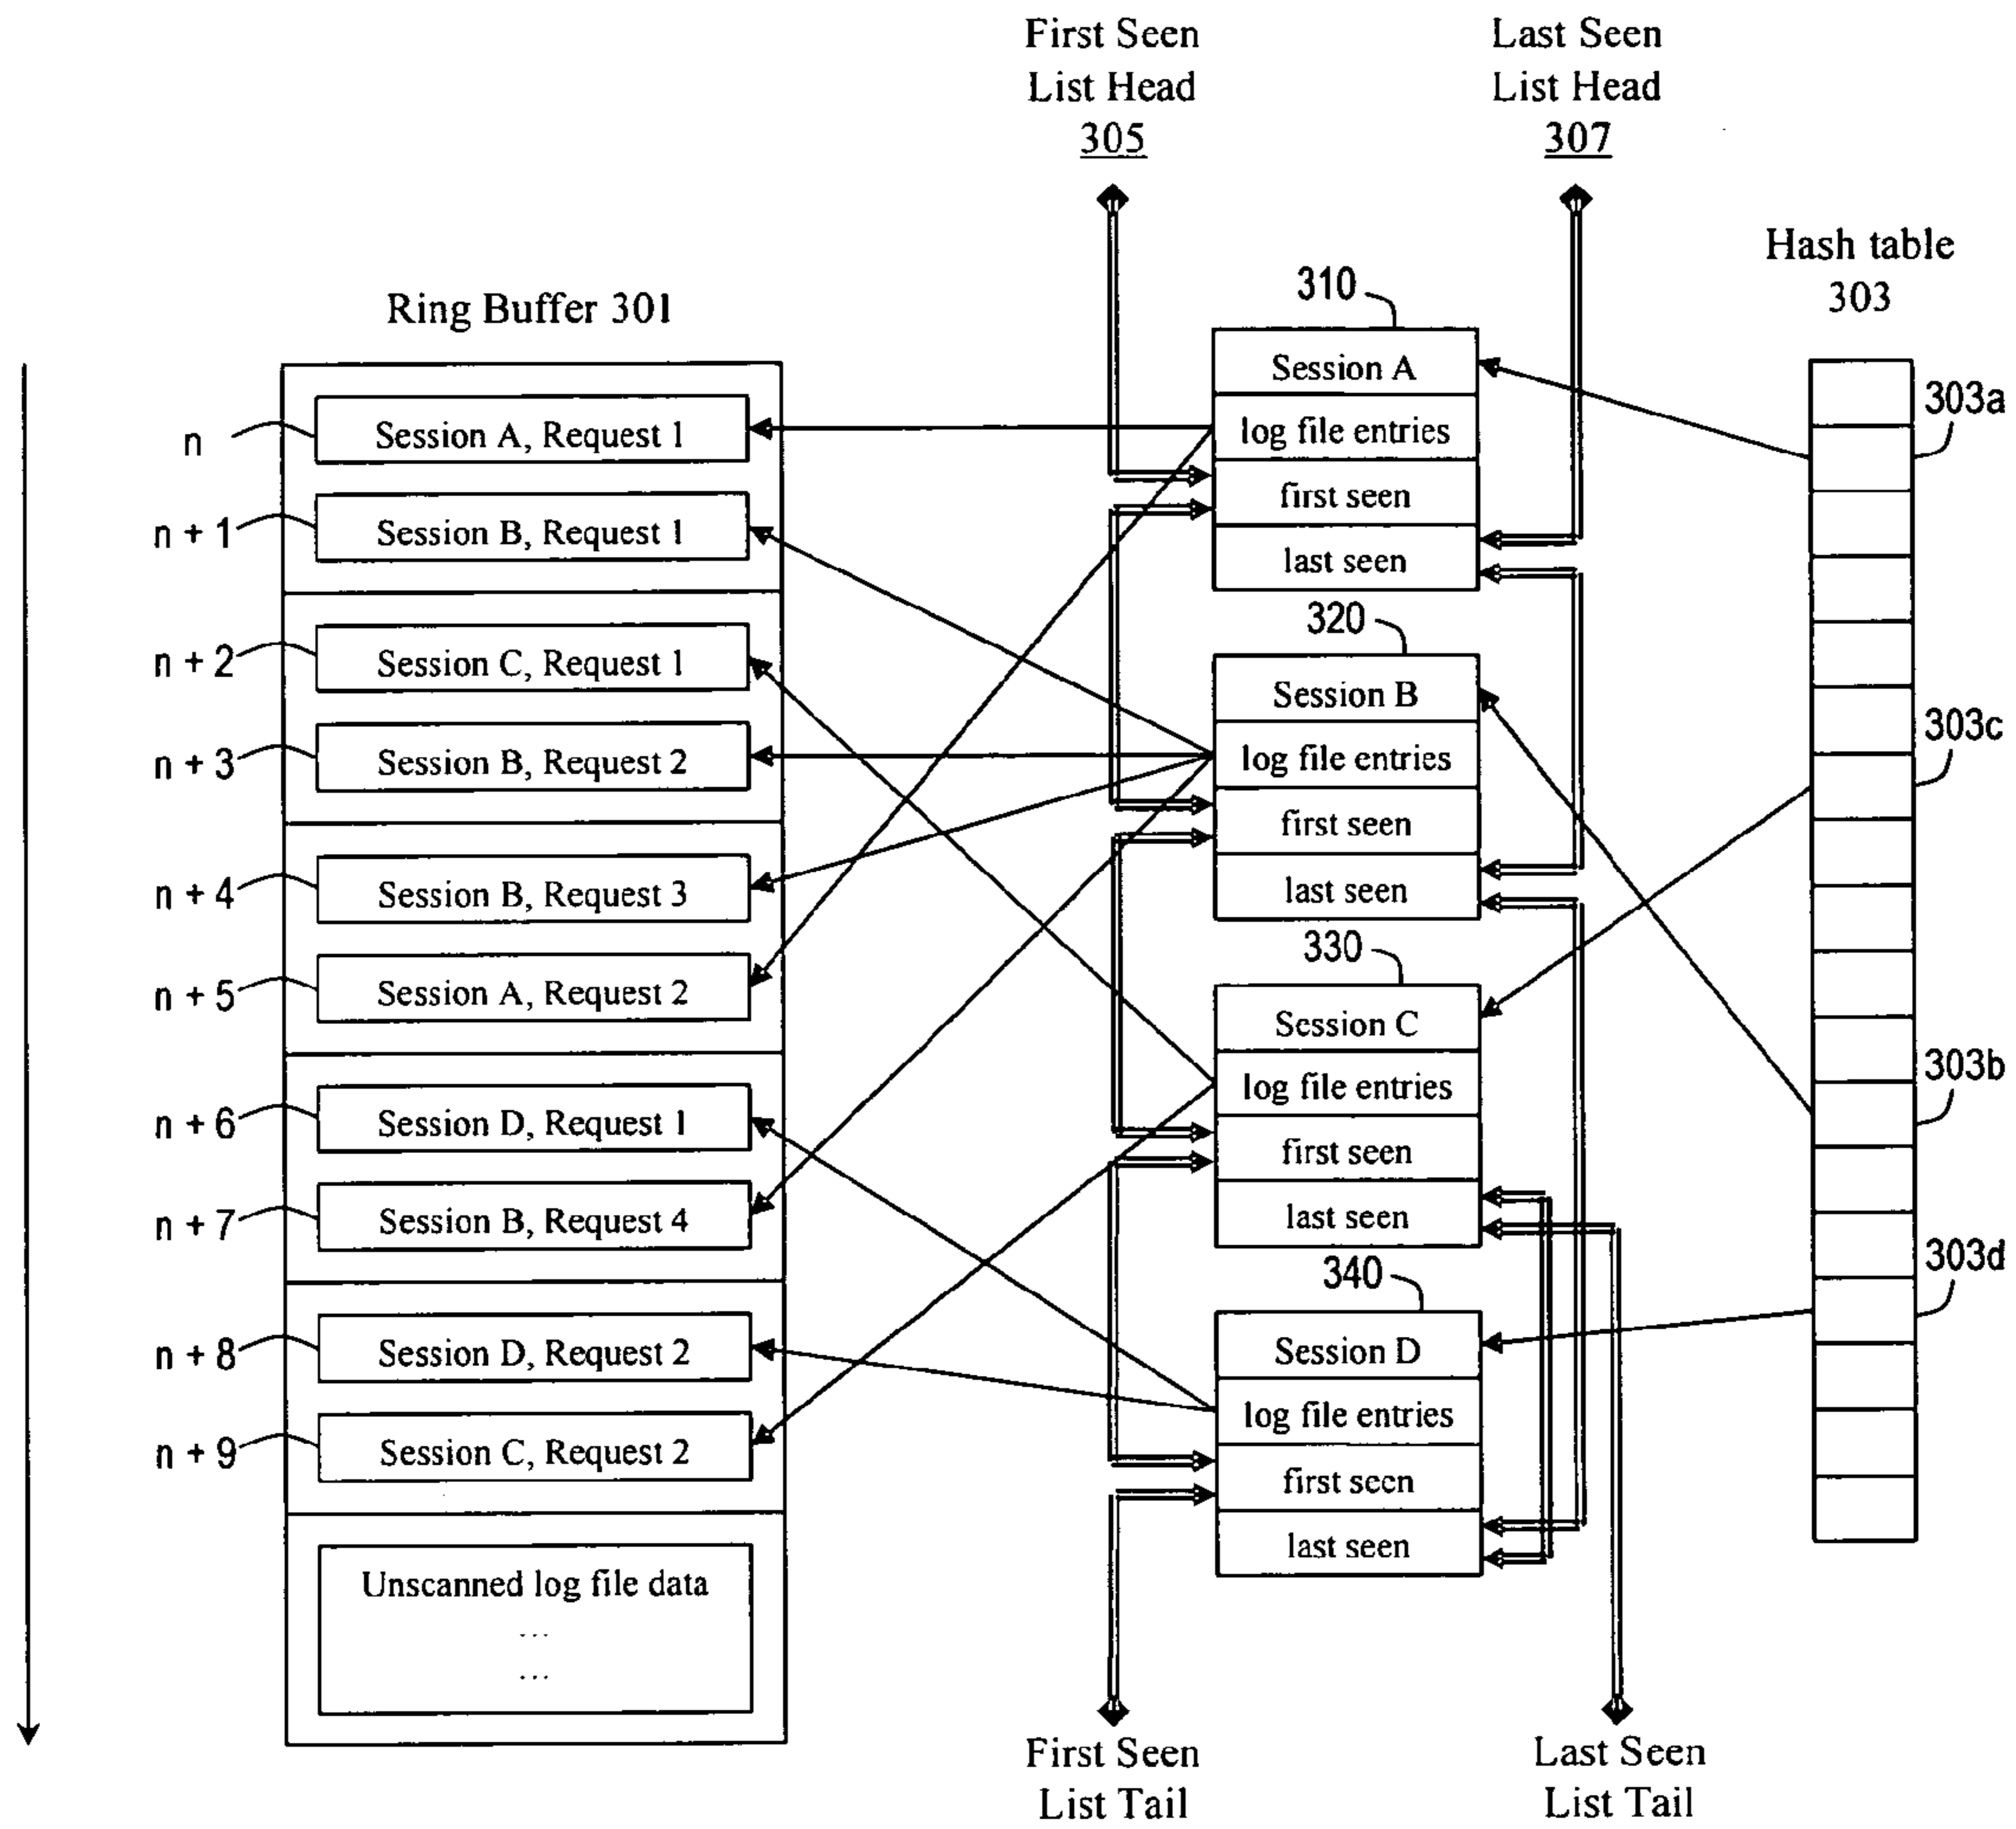 First Seen
List Head
305
Last Seen
List Head
307
Hash table
303
Ring Buffer 301
n
Session A, Request 1
n + 1
Session B, Request 1
n + 2
Session C, Request 1
n + 3
Session B, Request 2
n + 4
Session B, Request 3
n + 5
Session A, Request 2
n + 6
Session D, Request 1
n + 7
Session B, Request 4
n + 8
Session D, Request 2
n + 9
Session C, Request 2
Unscanned log file data
...
...
310
Session A
log file entries
first seen
last seen
320
Session B
log file entries
first seen
last seen
330
Session C
log file entries
first seen
last seen
340
Session D
log file entries
first seen
last seen
303a
303c
303b
303d
First Seen
List Tail
Last Seen
List Tail